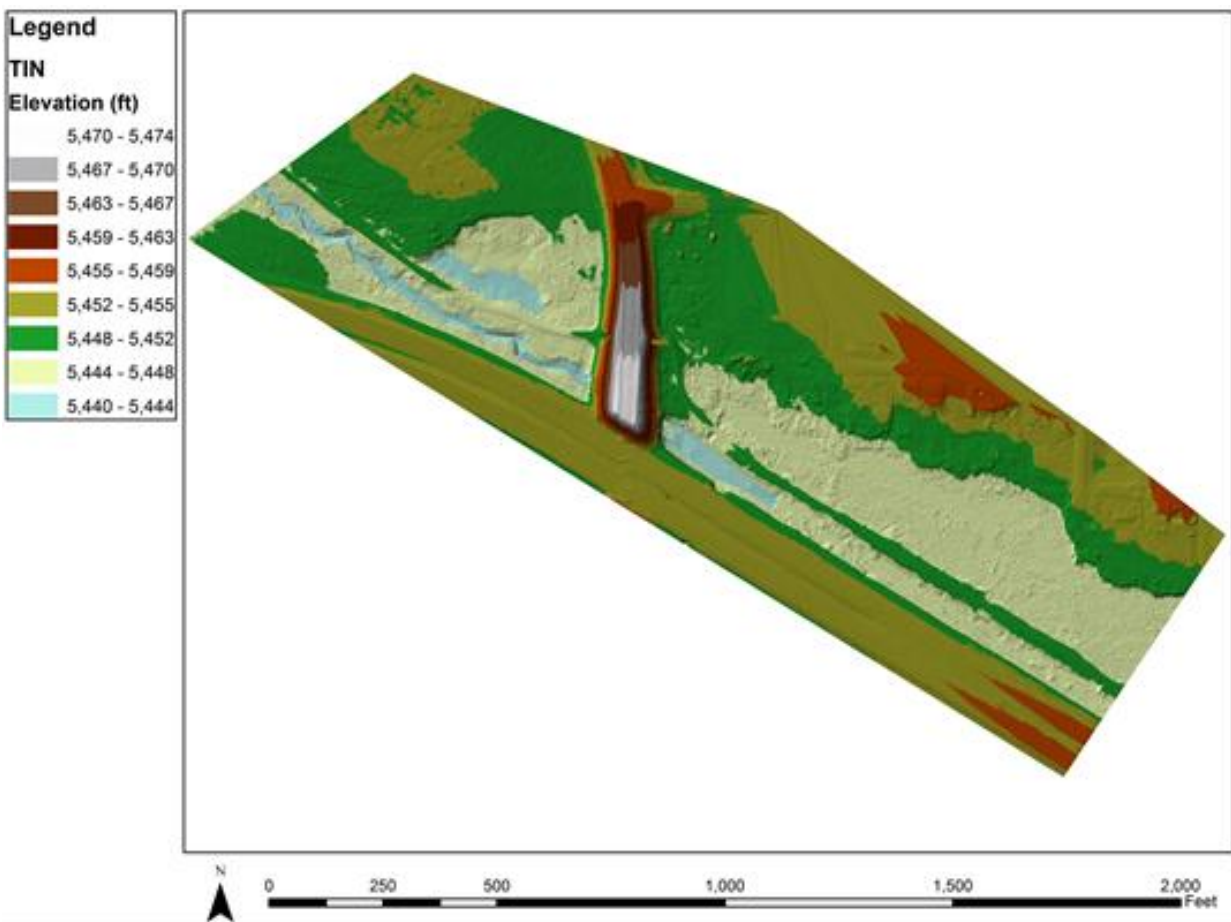 Legend
TIN
Elevation (ft)
5,470 - 5,474
5,467 - 5,470
5,463 - 5,467
5,459 - 5,463
5,455 - 5,459
5,452 - 5,455
5,448 - 5,452
5,444 - 5,448
5,440 - 5,444
N
0 250 500 1,000 1,500 2,000
Feet